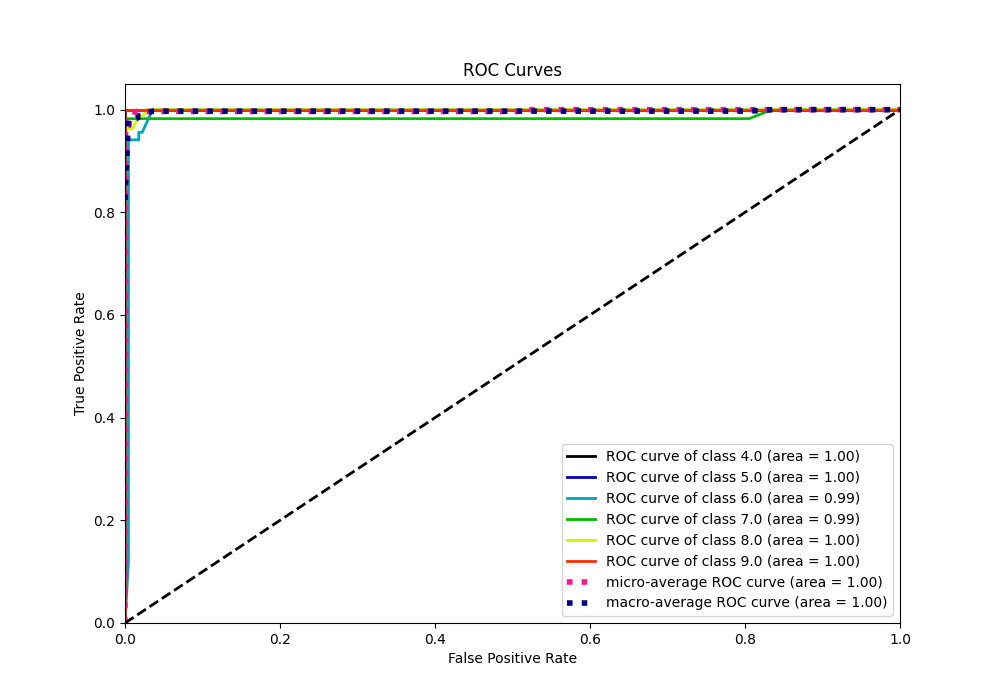 ROC Curves
True Positive Rate
1.0
0.8
0.6
0.4
0.2
0.0
0.0 0.2 0.4 0.6 0.8 1.0
False Positive Rate
ROC curve of class 4.0 (area = 1.00)
ROC curve of class 5.0 (area = 1.00)
ROC curve of class 6.0 (area = 0.99)
ROC curve of class 7.0 (area = 0.99)
ROC curve of class 8.0 (area = 1.00)
ROC curve of class 9.0 (area = 1.00)
micro-average ROC curve (area = 1.00)
macro-average ROC curve (area = 1.00)